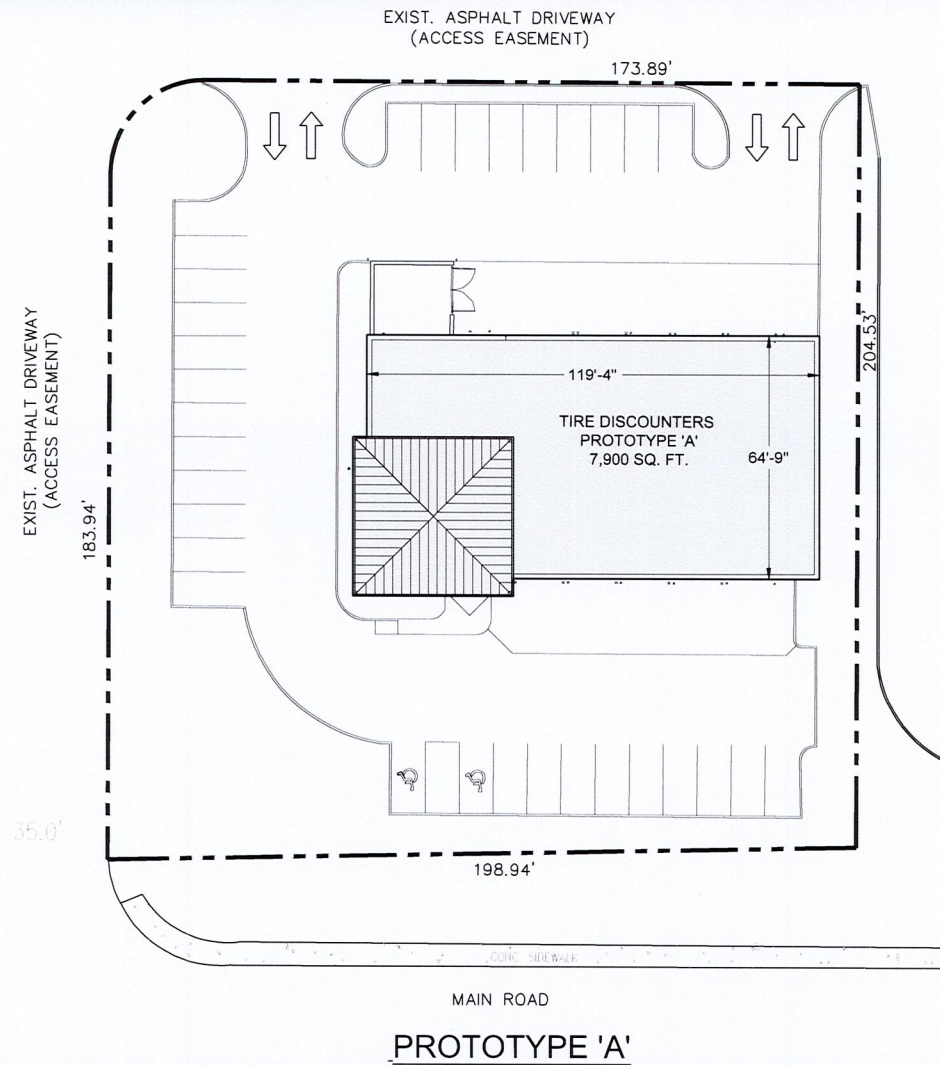 EXIST. ASPHALT DRIVEWAY
(ACCESS EASEMENT)
173.89'
EXIST. ASPHALT DRIVEWAY
(ACCESS EASEMENT)
183.94'
204.53'
119'-4"
TIRE DISCOUNTERS
PROTOTYPE 'A'
7,900 SQ. FT.
64'-9"
35.0'
198.94'
CONC. SIDEWALK
MAIN ROAD
PROTOTYPE 'A'